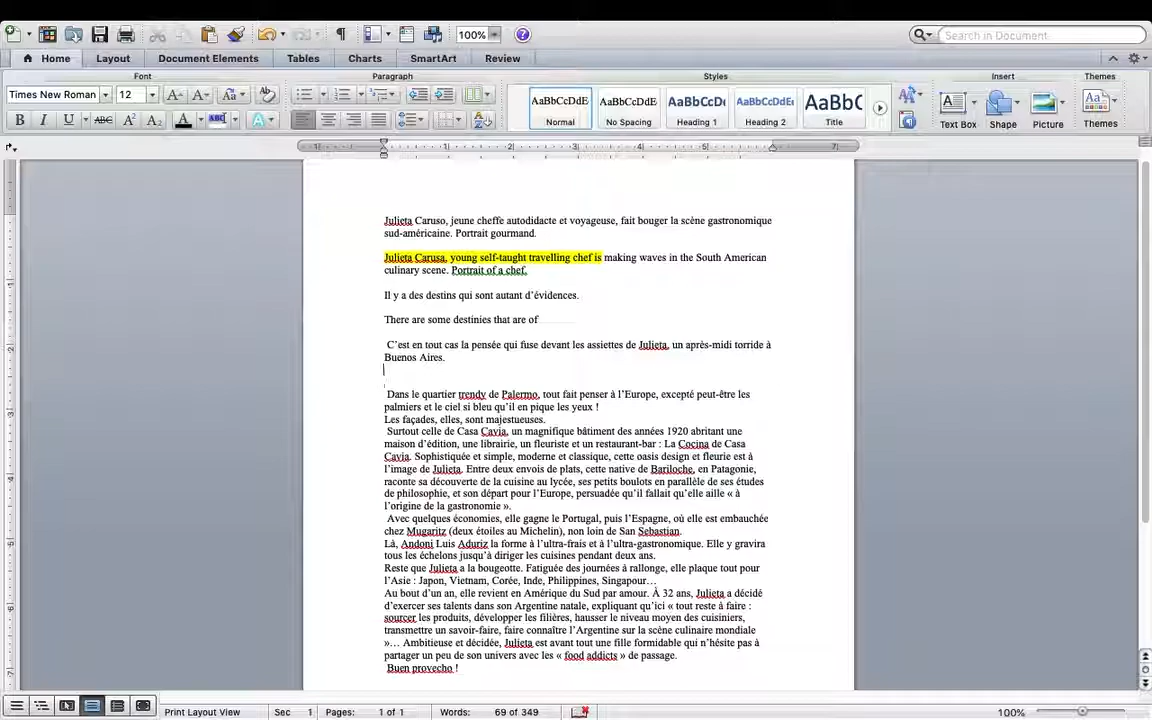 100%
Search in Document
Home Layout Document Elements Tables Charts SmartArt Review
Font Paragraph Styles Insert Themes
Times New Roman 12 Aa
AaBbCcDdE AaBbCcDdE AaBbCcDc AaBbCcDdEe AaBbC
Normal No Spacing Heading 1 Heading 2 Title
Text Box Shape Picture Themes
B I U ABC A² A₂ A ABC A
1 1 2 3 4 5 7
Julieta Caruso, jeune cheffe autodidacte et voyageuse, fait bouger la scène gastronomique
sud-américaine. Portrait gourmand.
Julieta Carusa, young self-taught travelling chef is making waves in the South American
culinary scene. Portrait of a chef.
Il y a des destins qui sont autant d'évidences.
There are some destinies that are of
C'est en tout cas la pensée qui fuse devant les assiettes de Julieta, un après-midi torride à
Buenos Aires.
Dans le quartier trendy de Palermo, tout fait penser à l'Europe, excepté peut-être les
palmiers et le ciel si bleu qu'il en pique les yeux !
Les façades, elles, sont majestueuses.
Surtout celle de Casa Cavia, un magnifique bâtiment des années 1920 abritant une
maison d'édition, une librairie, un fleuriste et un restaurant-bar : La Cocina de Casa
Cavia. Sophistiquée et simple, moderne et classique, cette oasis design et fleurie est à
l'image de Julieta. Entre deux envois de plats, cette native de Bariloche, en Patagonie,
raconte sa découverte de la cuisine au lycée, ses petits boulots en parallèle de ses études
de philosophie, et son départ pour l'Europe, persuadée qu'il fallait qu'elle aille « à
l'origine de la gastronomie ».
Avec quelques économies, elle gagne le Portugal, puis l'Espagne, où elle est embauchée
chez Mugaritz (deux étoiles au Michelin), non loin de San Sebastian.
Là, Andoni Luis Aduriz la forme à l'ultra-frais et à l'ultra-gastronomique. Elle y gravira
tous les échelons jusqu'à diriger les cuisines pendant deux ans.
Reste que Julieta a la bougeotte. Fatiguée des journées à rallonge, elle plaque tout pour
l'Asie : Japon, Vietnam, Corée, Inde, Philippines, Singapour…
Au bout d'un an, elle revient en Amérique du Sud par amour. À 32 ans, Julieta a décidé
d'exercer ses talents dans son Argentine natale, expliquant qu'ici « tout reste à faire :
sourcer les produits, développer les filières, hausser le niveau moyen des cuisiniers,
transmettre un savoir-faire, faire connaître l'Argentine sur la scène culinaire mondiale
»… Ambitieuse et décidée, Julieta est avant tout une fille formidable qui n'hésite pas à
partager un peu de son univers avec les « food addicts » de passage.
Buen provecho !
Print Layout View Sec 1 Pages: 1 of 1 Words: 69 of 349 100%